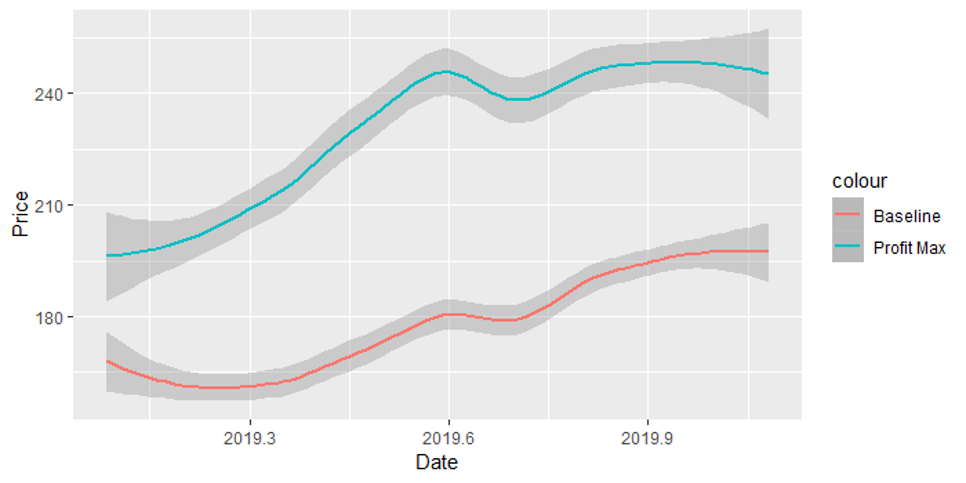 240
210
180
Price
2019.3
2019.6
2019.9
Date
colour
Baseline
Profit Max